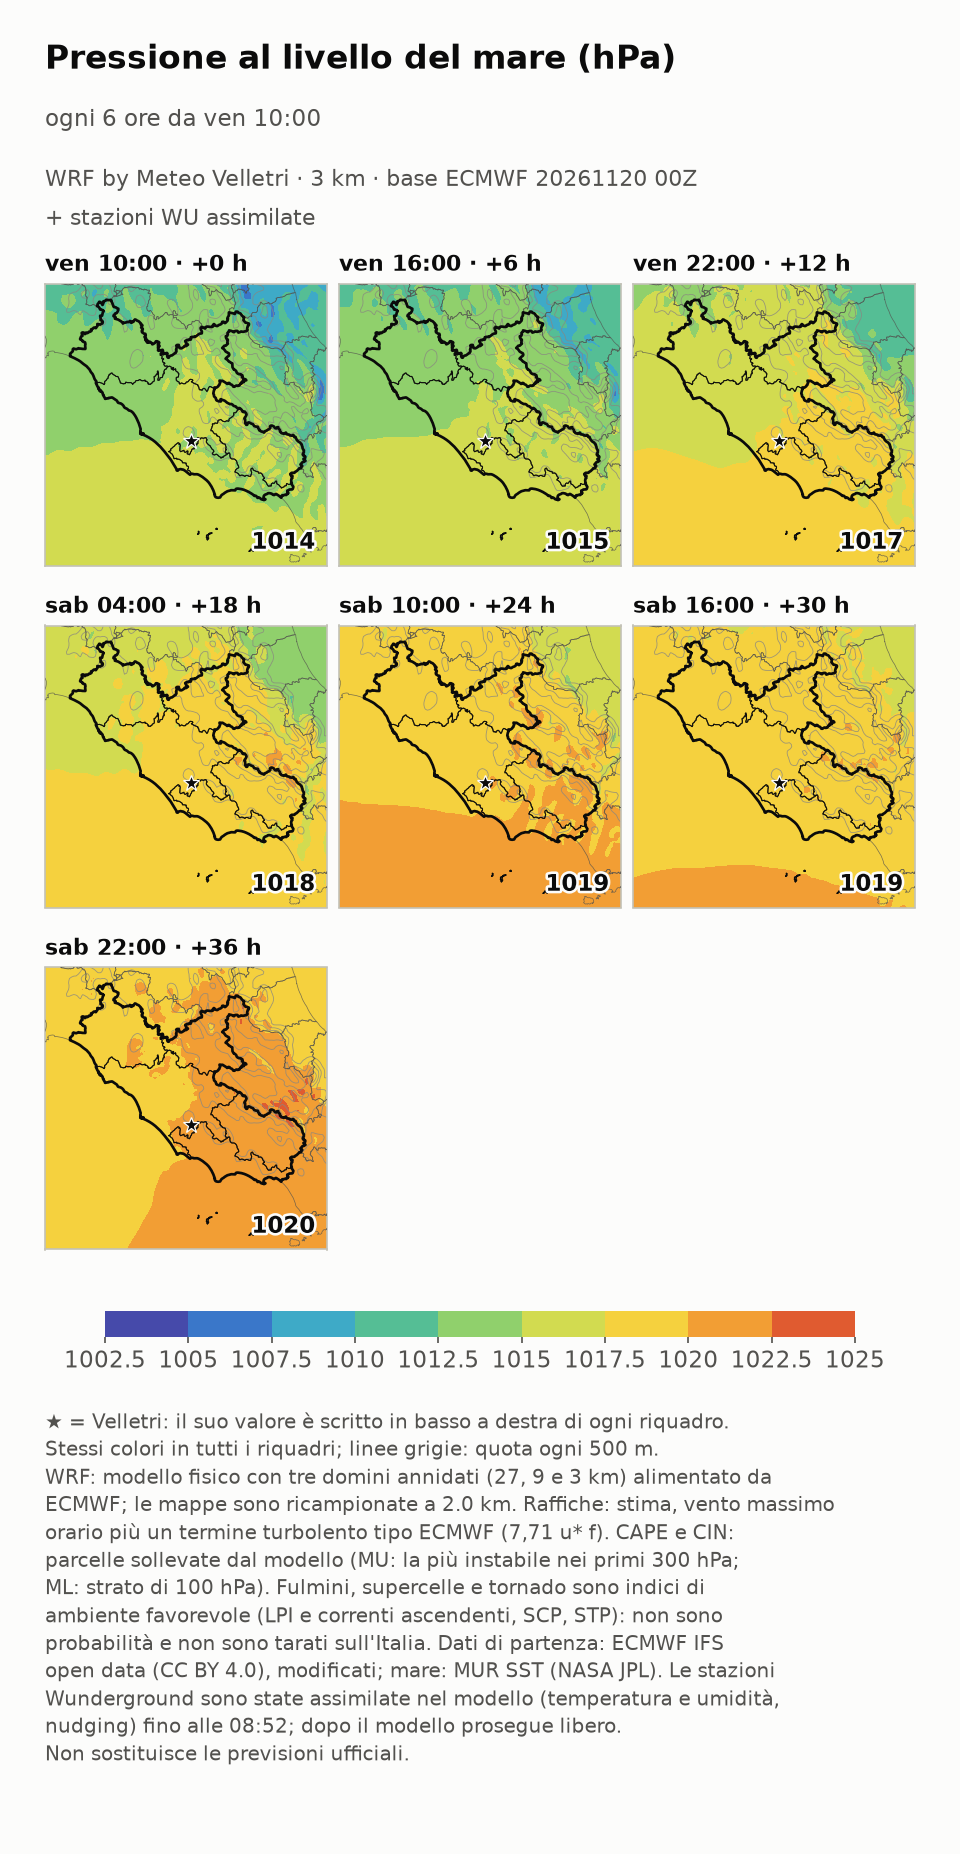 Pressione al livello del mare (hPa)
ogni 6 ore da ven 10:00
WRF by Meteo Velletri · 3 km · base ECMWF 20261120 00Z
+ stazioni WU assimilate
ven 10:00 · +0 h
ven 16:00 · +6 h
ven 22:00 · +12 h
1014
1015
1017
sab 04:00 · +18 h
sab 10:00 · +24 h
sab 16:00 · +30 h
1018
1019
1019
sab 22:00 · +36 h
1020
1002.5 1005 1007.5 1010 1012.5 1015 1017.5 1020 1022.5 1025
★ = Velletri: il suo valore è scritto in basso a destra di ogni riquadro.
Stessi colori in tutti i riquadri; linee grigie: quota ogni 500 m.
WRF: modello fisico con tre domini annidati (27, 9 e 3 km) alimentato da
ECMWF; le mappe sono ricampionate a 2.0 km. Raffiche: stima, vento massimo
orario più un termine turbolento tipo ECMWF (7,71 u* f). CAPE e CIN:
parcelle sollevate dal modello (MU: la più instabile nei primi 300 hPa;
ML: strato di 100 hPa). Fulmini, supercelle e tornado sono indici di
ambiente favorevole (LPI e correnti ascendenti, SCP, STP): non sono
probabilità e non sono tarati sull'Italia. Dati di partenza: ECMWF IFS
open data (CC BY 4.0), modificati; mare: MUR SST (NASA JPL). Le stazioni
Wunderground sono state assimilate nel modello (temperatura e umidità,
nudging) fino alle 08:52; dopo il modello prosegue libero.
Non sostituisce le previsioni ufficiali.